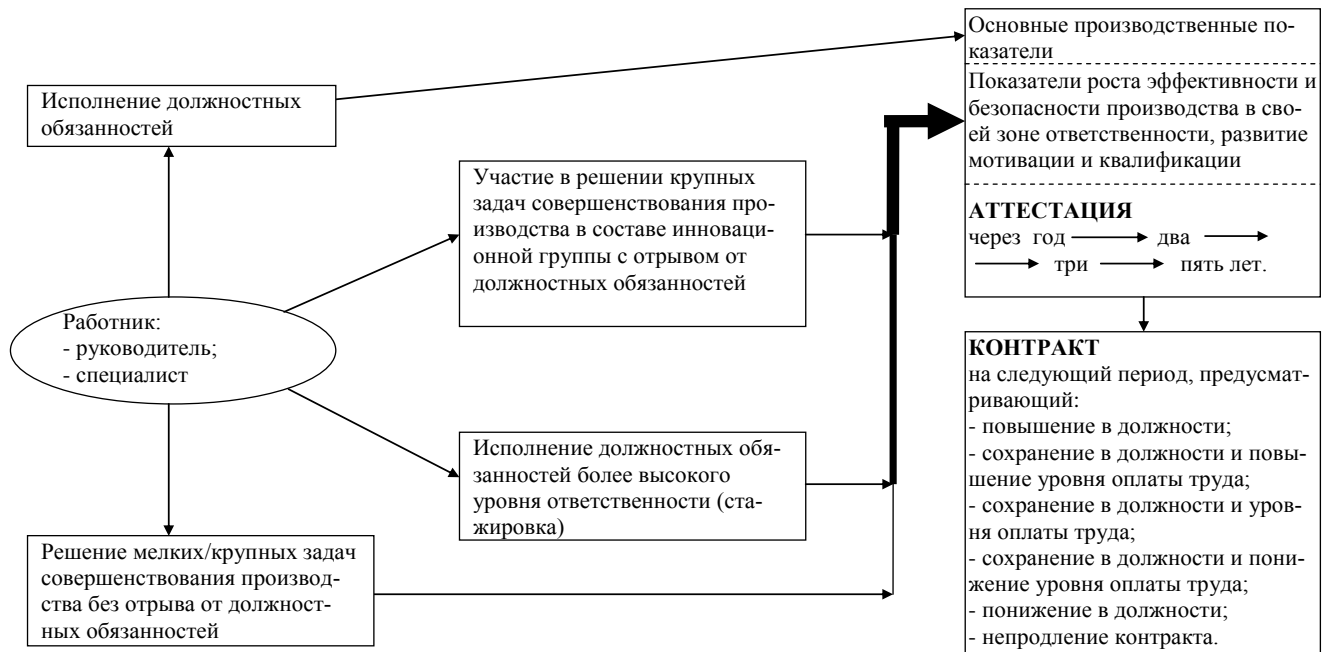 Основные производственные по-
казатели
Показатели роста эффективности и
безопасности производства в сво-
ей зоне ответственности, развитие
мотивации и квалификации
АТТЕСТАЦИЯ
через год два
три пять лет.
Исполнение должностных
обязанностей
Участие в решении крупных
задач совершенствования про-
изводства в составе инноваци-
онной группы с отрывом от
должностных обязанностей
Работник:
- руководитель;
- специалист
Исполнение должностных обя-
занностей более высокого
уровня ответственности (ста-
жировка)
Решение мелких/крупных задач
совершенствования производ-
ства без отрыва от должност-
ных обязанностей
КОНТРАКТ
на следующий период, предусмат-
ривающий:
- повышение в должности;
- сохранение в должности и повы-
шение уровня оплаты труда;
- сохранение в должности и уров-
ня оплаты труда;
- сохранение в должности и пони-
жение уровня оплаты труда;
- понижение в должности;
- непродление контракта.